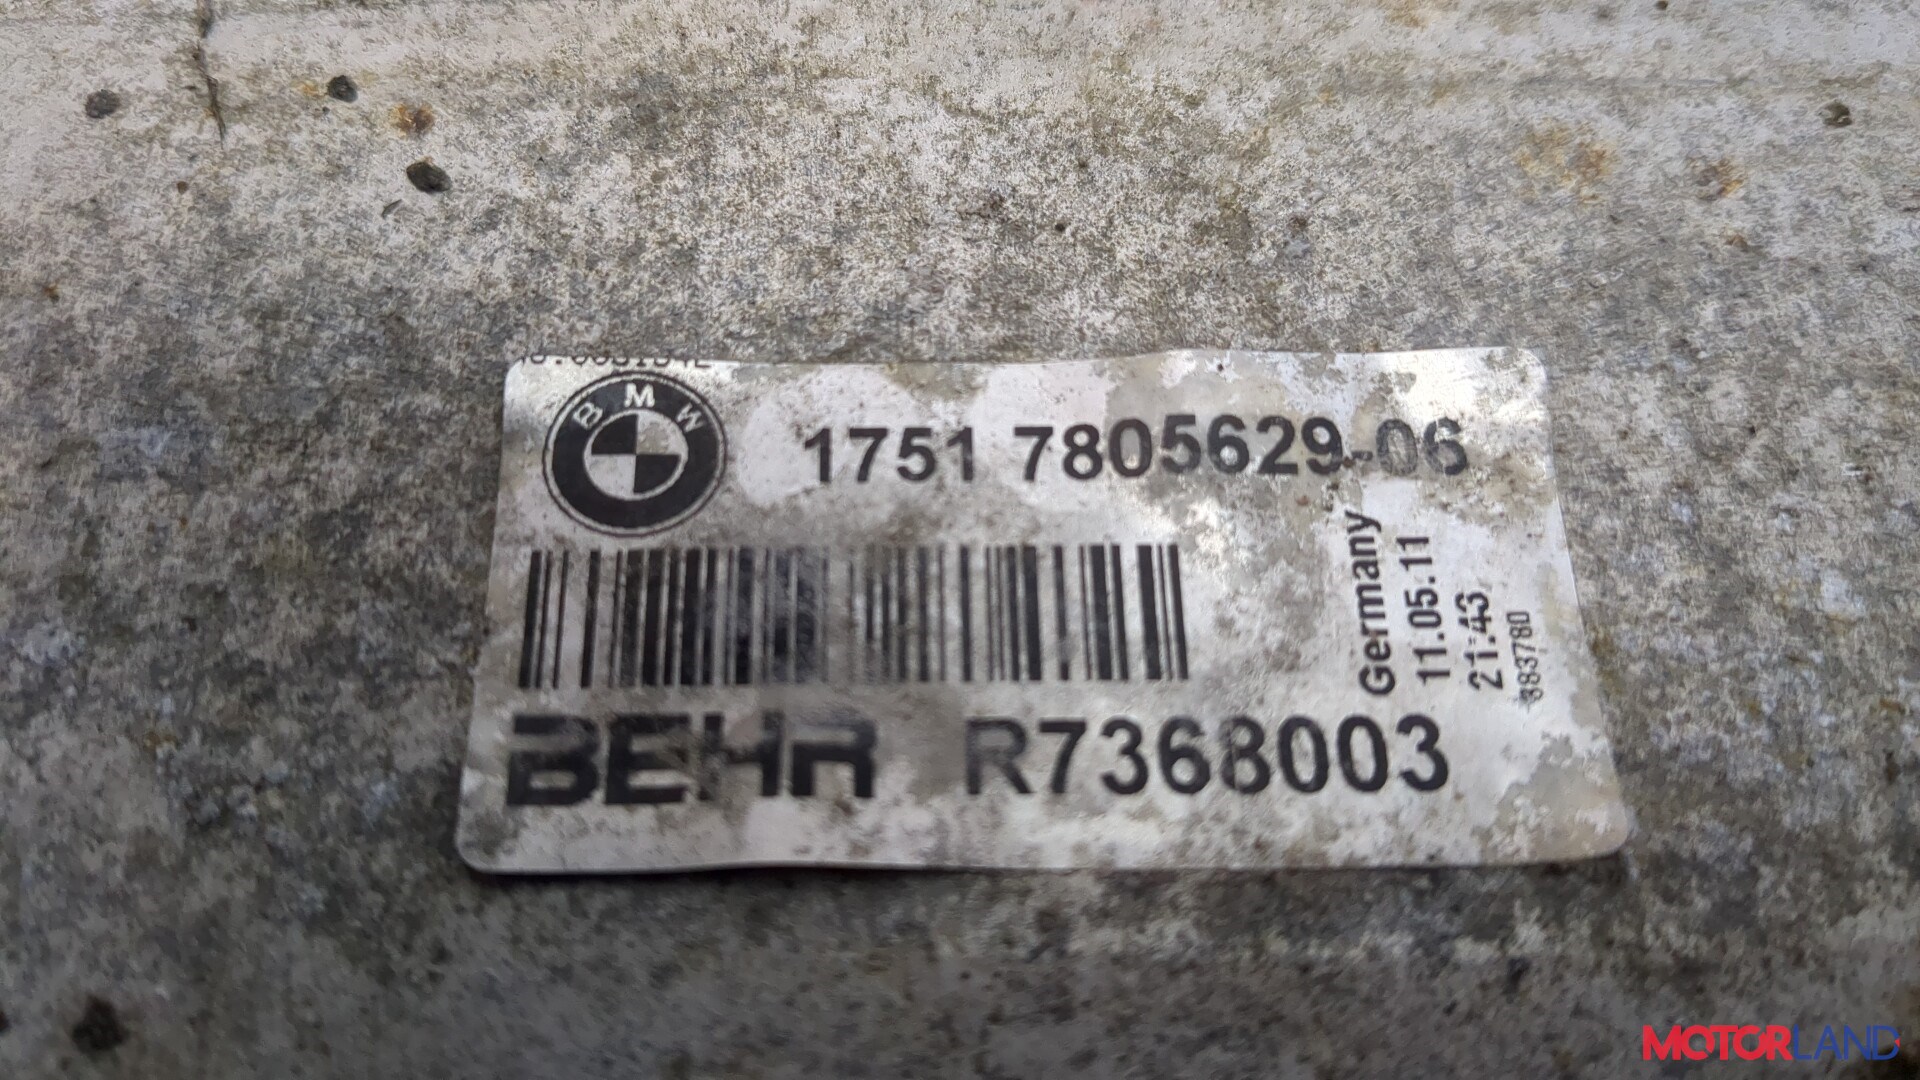 BMW
1751 7805629-06
Germany
11.05.11
21:43
383780
BEHR R7368003
MOTORLAND